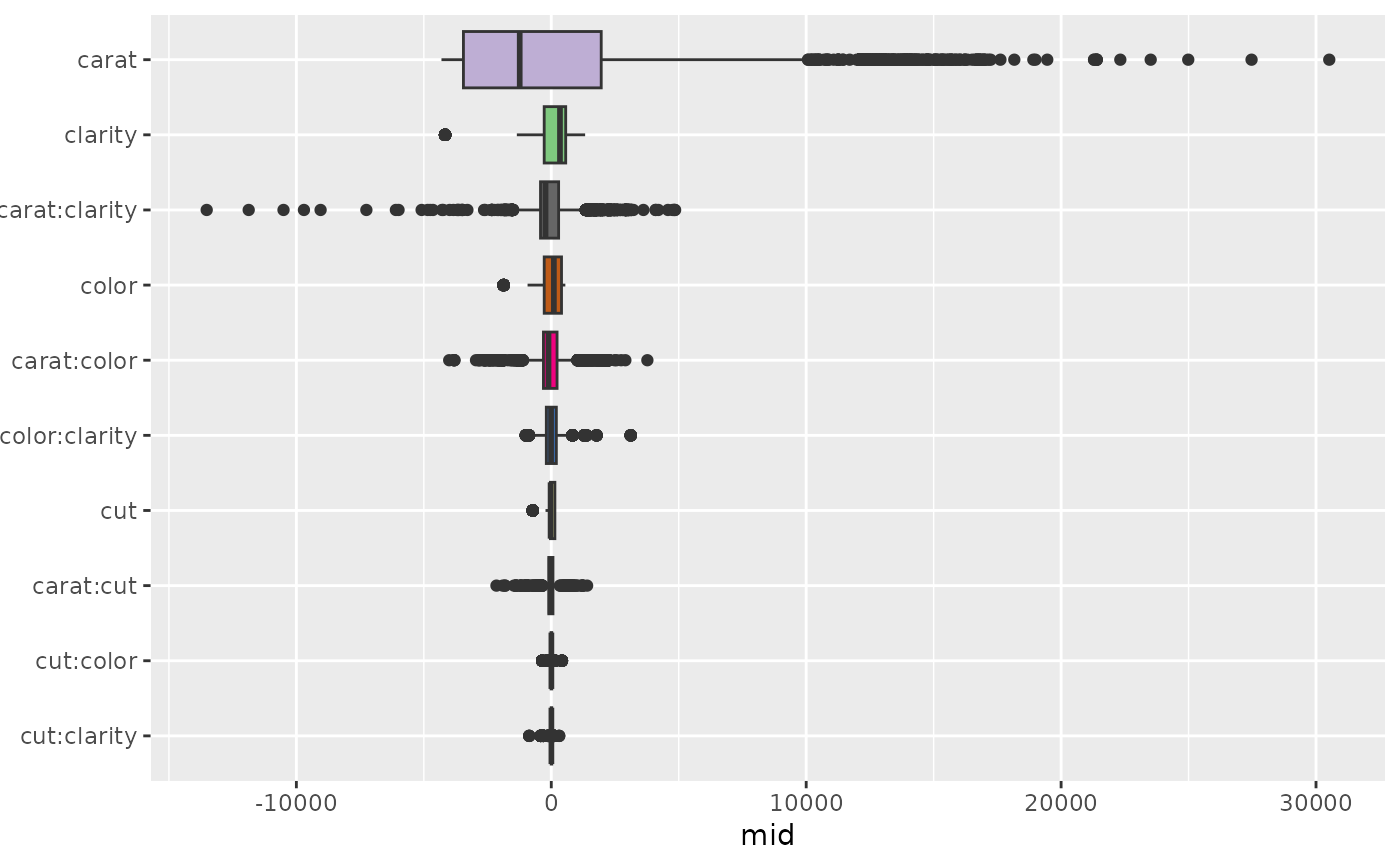 carat
clarity
carat:clarity
color
carat:color
color:clarity
cut
carat:cut
cut:color
cut:clarity
-10000 0 10000 20000 30000
mid